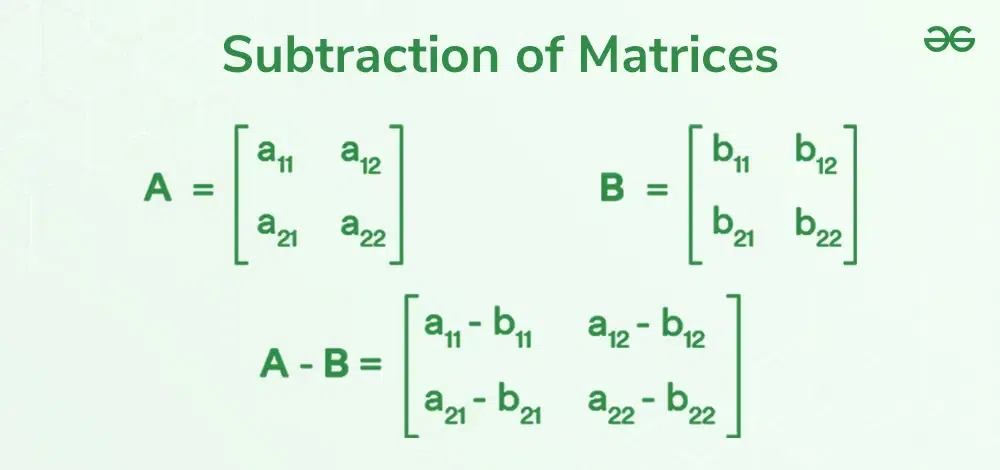 Subtraction of Matrices
A = [ a₁₁ a₁₂
a₂₁ a₂₂ ]
B = [ b₁₁ b₁₂
b₂₁ b₂₂ ]
A - B = [ a₁₁ - b₁₁ a₁₂ - b₁₂
a₂₁ - b₂₁ a₂₂ - b₂₂ ]